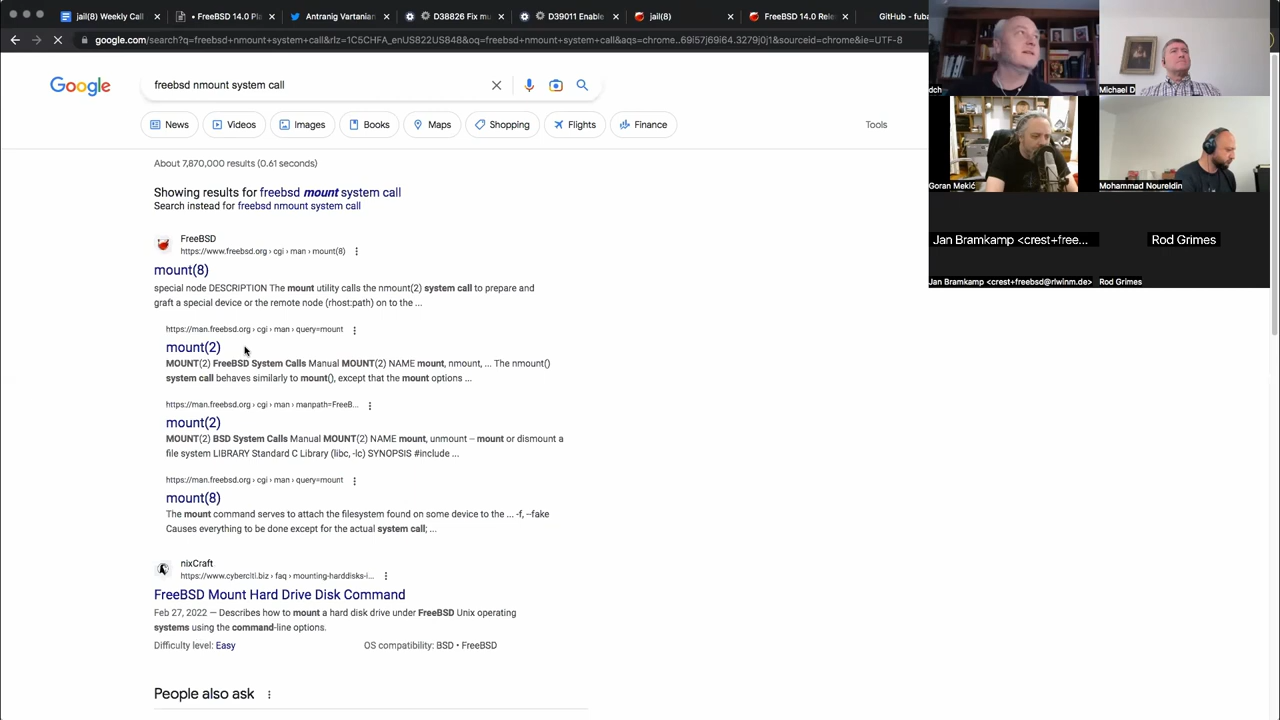 jail(8) Weekly Call
• FreeBSD 14.0 Pl
Antranig Vartanian
D38826 Fix mu
D39011 Enable
jail(8)
FreeBSD 14.0 Rele
GitHub - fuba
google.com/search?q=freebsd+nmount+system+call&rlz=1C5CHFA_enUS822US848&oq=freebsd+nmount+system+call&aqs=chrome..69i57j69i64.3279j0j1&sourceid=chrome&ie=UTF-8
Google
freebsd nmount system call
News
Videos
Images
Books
Maps
Shopping
Flights
Finance
Tools
About 7,870,000 results (0.61 seconds)
Showing results for freebsd mount system call
Search instead for freebsd nmount system call
FreeBSD
https://www.freebsd.org › cgi › man › mount(8)
mount(8)
special node DESCRIPTION The mount utility calls the nmount(2) system call to prepare and
graft a special device or the remote node (rhost:path) on to the ...
https://man.freebsd.org › cgi › man › query=mount
mount(2)
MOUNT(2) FreeBSD System Calls Manual MOUNT(2) NAME mount, nmount, ... The nmount()
system call behaves similarly to mount(), except that the mount options ...
https://man.freebsd.org › cgi › man › manpath=FreeB...
mount(2)
MOUNT(2) BSD System Calls Manual MOUNT(2) NAME mount, unmount -- mount or dismount a
file system LIBRARY Standard C Library (libc, -lc) SYNOPSIS #include ...
https://man.freebsd.org › cgi › man › query=mount
mount(8)
The mount command serves to attach the filesystem found on some device to the ... -f, --fake
Causes everything to be done except for the actual system call; ...
nixCraft
https://www.cyberciti.biz › faq › mounting-harddisks-i...
FreeBSD Mount Hard Drive Disk Command
Feb 27, 2022 — Describes how to mount a hard disk drive under FreeBSD Unix operating
systems using the command-line options.
Difficulty level: Easy
OS compatibility: BSD • FreeBSD
People also ask
dch
Michael D
Goran Mekić
Mohammad Noureldin
Jan Bramkamp <crest+free...
Rod Grimes
Jan Bramkamp <crest+freebsd@rlwinm.de>
Rod Grimes